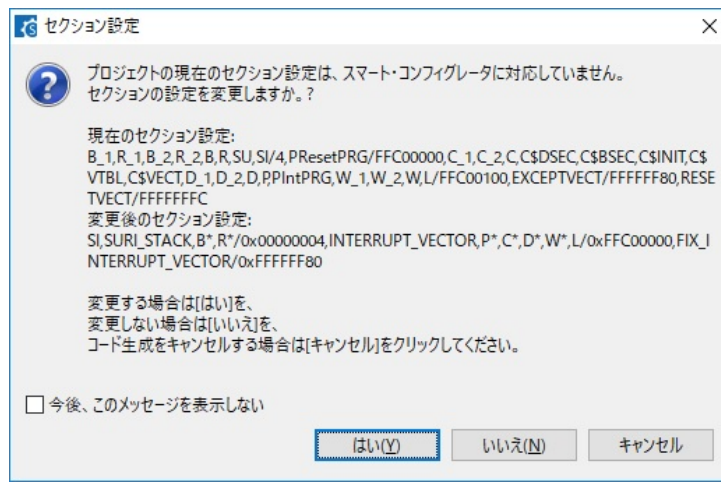 セクション設定
プロジェクトの現在のセクション設定は、スマート・コンフィグレータに対応していません。
セクションの設定を変更しますか。?
現在のセクション設定:
B_1,R_1,B_2,R_2,B,R,SU,SI/4,PResetPRG/FFC00000,C_1,C_2,C,C$DSEC,C$BSEC,C$INIT,C$
VTBL,C$VECT,D_1,D_2,D,P,PIntPRG,W_1,W_2,W,L/FFC00100,EXCEPTVECT/FFFFFF80,RESE
TVECT/FFFFFFFC
変更後のセクション設定:
SI,SURI_STACK,B*,R*/0x00000004,INTERRUPT_VECTOR,P*,C*,D*,W*,L/0xFFC00000,FIX_I
NTERRUPT_VECTOR/0xFFFFFF80
変更する場合は[はい]を、
変更しない場合は[いいえ]を、
コード生成をキャンセルする場合は[キャンセル]をクリックしてください。
今後、このメッセージを表示しない
はい(Y) いいえ(N) キャンセル